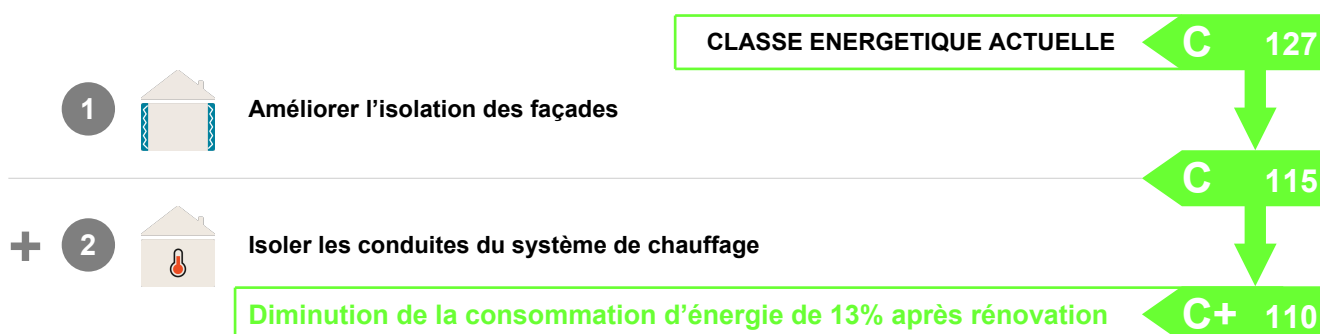 CLASSE ENERGETIQUE ACTUELLE C 127
1 Améliorer l’isolation des façades
C 115
+ 2 Isoler les conduites du système de chauffage
Diminution de la consommation d’énergie de 13% après rénovation C+ 110